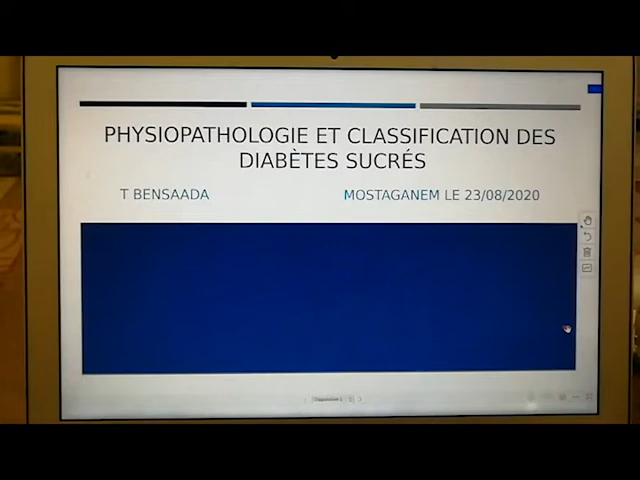 PHYSIOPATHOLOGIE ET CLASSIFICATION DES
DIABÈTES SUCRÉS
T BENSAADA
MOSTAGANEM LE 23/08/2020